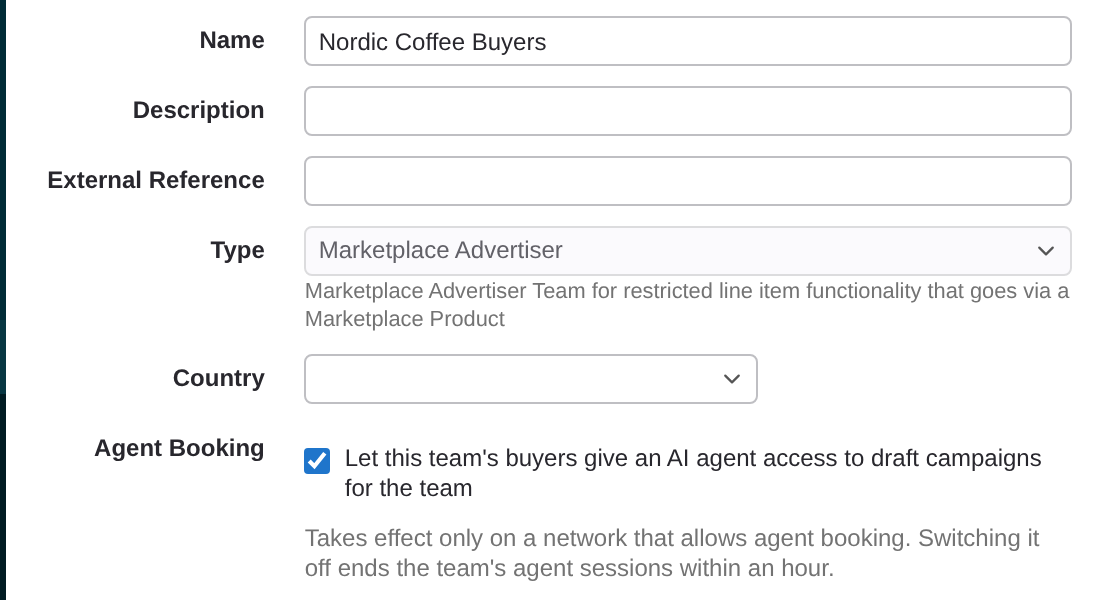 Name
Nordic Coffee Buyers
Description
External Reference
Type
Marketplace Advertiser
Marketplace Advertiser Team for restricted line item functionality that goes via a
Marketplace Product
Country
Agent Booking
Let this team's buyers give an AI agent access to draft campaigns
for the team
Takes effect only on a network that allows agent booking. Switching it
off ends the team's agent sessions within an hour.